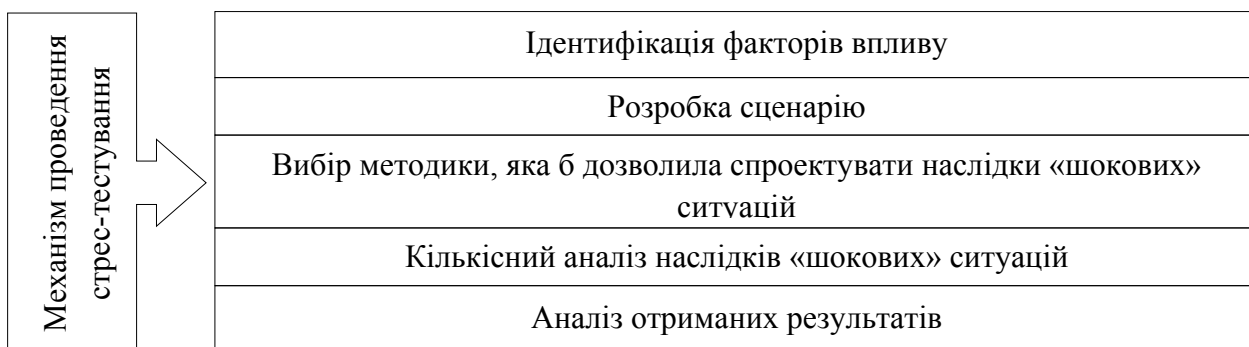 Механізм проведення
стрес-тестування
Ідентифікація факторів впливу
Розробка сценарію
Вибір методики, яка б дозволила спроектувати наслідки «шокових»
ситуацій
Кількісний аналіз наслідків «шокових» ситуацій
Аналіз отриманих результатів